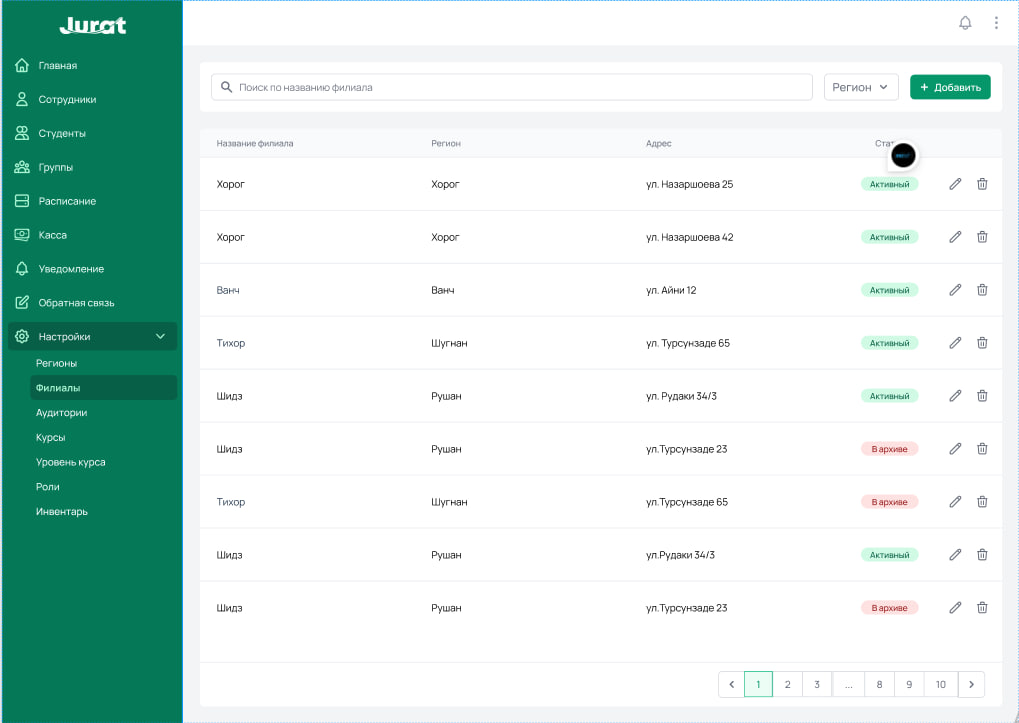 Jurat
Главная
Сотрудники
Студенты
Группы
Расписание
Касса
Уведомление
Обратная связь
Настройки
Регионы
Филиалы
Аудитории
Курсы
Уровень курса
Роли
Инвентарь
Поиск по названию филиала
Регион
+ Добавить
Название филиала Регион Адрес
Хорог Хорог ул. Назаршоева 25 Активный
Хорог Хорог ул. Назаршоева 42 Активный
Ванч Ванч ул. Айни 12 Активный
Тихор Шугнан ул. Турсунзаде 65 Активный
Шидз Рушан ул. Рудаки 34/3 Активный
Шидз Рушан ул.Турсунзаде 23 В архиве
Тихор Шугнан ул.Турсунзаде 65 В архиве
Шидз Рушан ул.Рудаки 34/3 Активный
Шидз Рушан ул.Турсунзаде 23 В архиве
1 2 3 ... 8 9 10